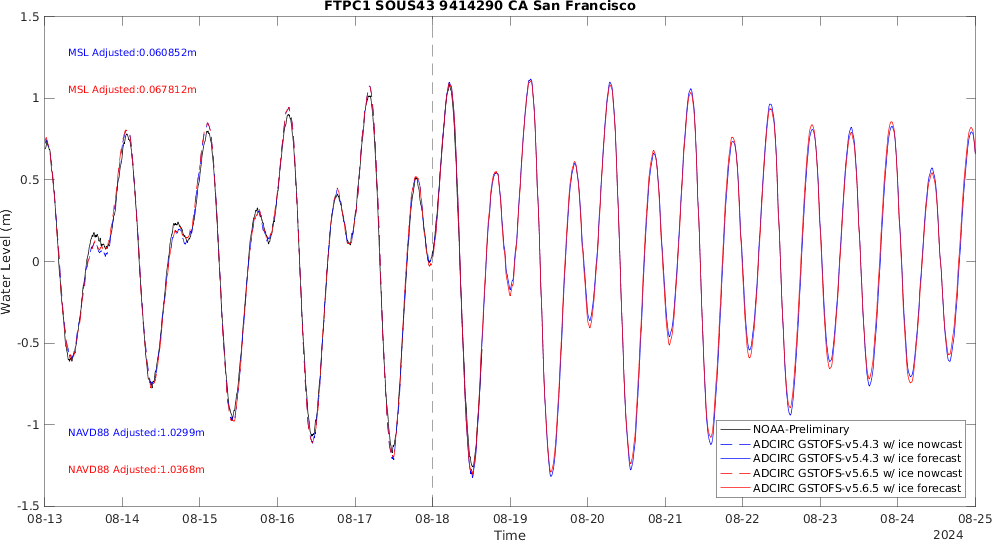 FTPC1 SOUS43 9414290 CA San Francisco
1.5
1
0.5
0
-0.5
-1
-1.5
Water Level (m)
MSL Adjusted:0.060852m
MSL Adjusted:0.067812m
NAVD88 Adjusted:1.0299m
NAVD88 Adjusted:1.0368m
NOAA-Preliminary
ADCIRC GSTOFS-v5.4.3 w/ ice nowcast
ADCIRC GSTOFS-v5.4.3 w/ ice forecast
ADCIRC GSTOFS-v5.6.5 w/ ice nowcast
ADCIRC GSTOFS-v5.6.5 w/ ice forecast
08-13 08-14 08-15 08-16 08-17 08-18 08-19 08-20 08-21 08-22 08-23 08-24 08-25
Time
2024